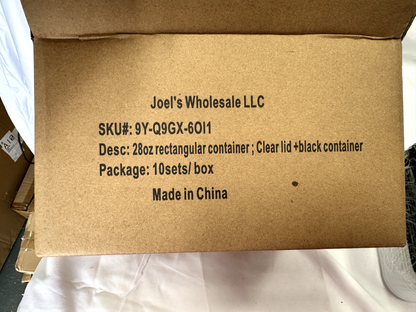 Joel's Wholesale LLC
SKU#: 9Y-Q9GX-6OI1
Desc: 28oz rectangular container ; Clear lid +black container
Package: 10sets/ box
Made in China